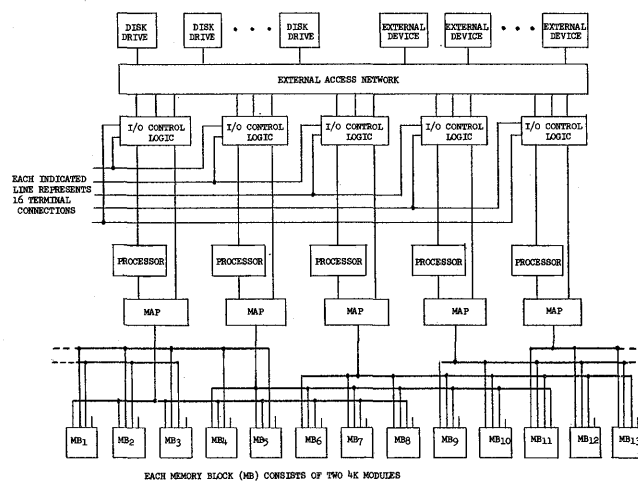 DISK DRIVE
DISK DRIVE
• • •
DISK DRIVE
EXTERNAL DEVICE
EXTERNAL DEVICE
• • •
EXTERNAL DEVICE
EXTERNAL ACCESS NETWORK
I/O CONTROL LOGIC
I/O CONTROL LOGIC
I/O CONTROL LOGIC
I/O CONTROL LOGIC
I/O CONTROL LOGIC
EACH INDICATED
LINE REPRESENTS
16 TERMINAL
CONNECTIONS
PROCESSOR
PROCESSOR
PROCESSOR
PROCESSOR
PROCESSOR
MAP
MAP
MAP
MAP
MAP
MB1
MB2
MB3
MB4
MB5
MB6
MB7
MB8
MB9
MB10
MB11
MB12
MB13
EACH MEMORY BLOCK (MB) CONSISTS OF TWO 4K MODULES